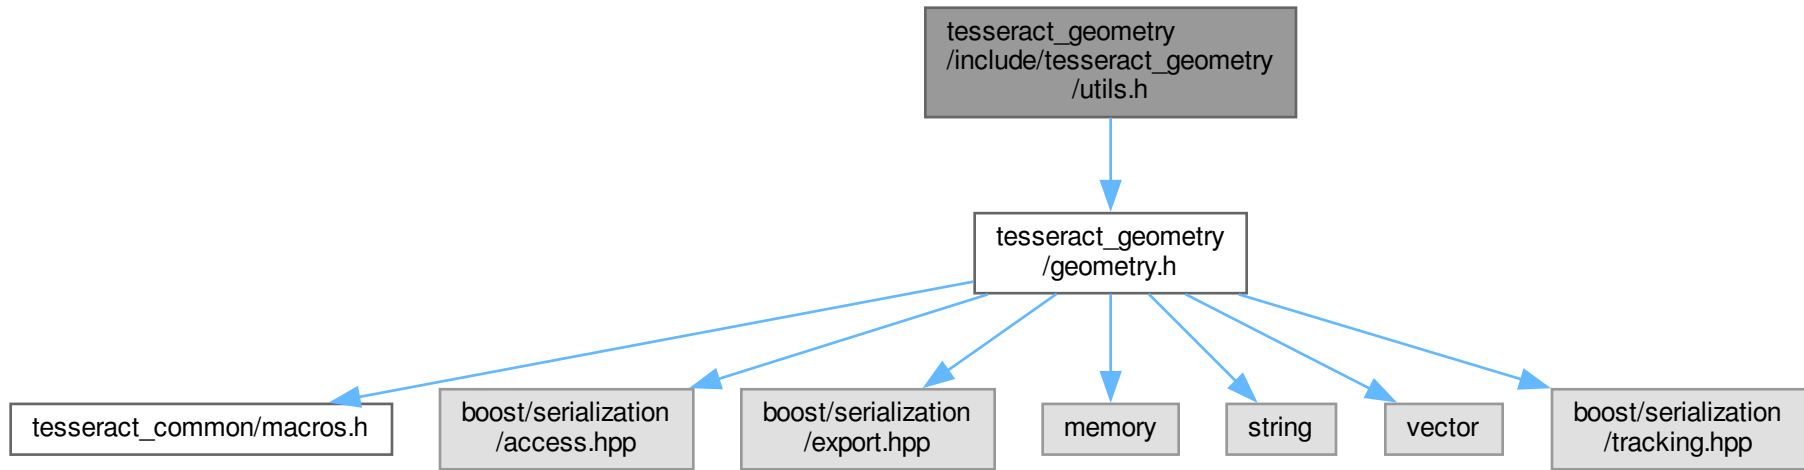 tesseract_geometry
/include/tesseract_geometry
/utils.h
tesseract_geometry
/geometry.h
tesseract_common/macros.h
boost/serialization
/access.hpp
boost/serialization
/export.hpp
memory
string
vector
boost/serialization
/tracking.hpp